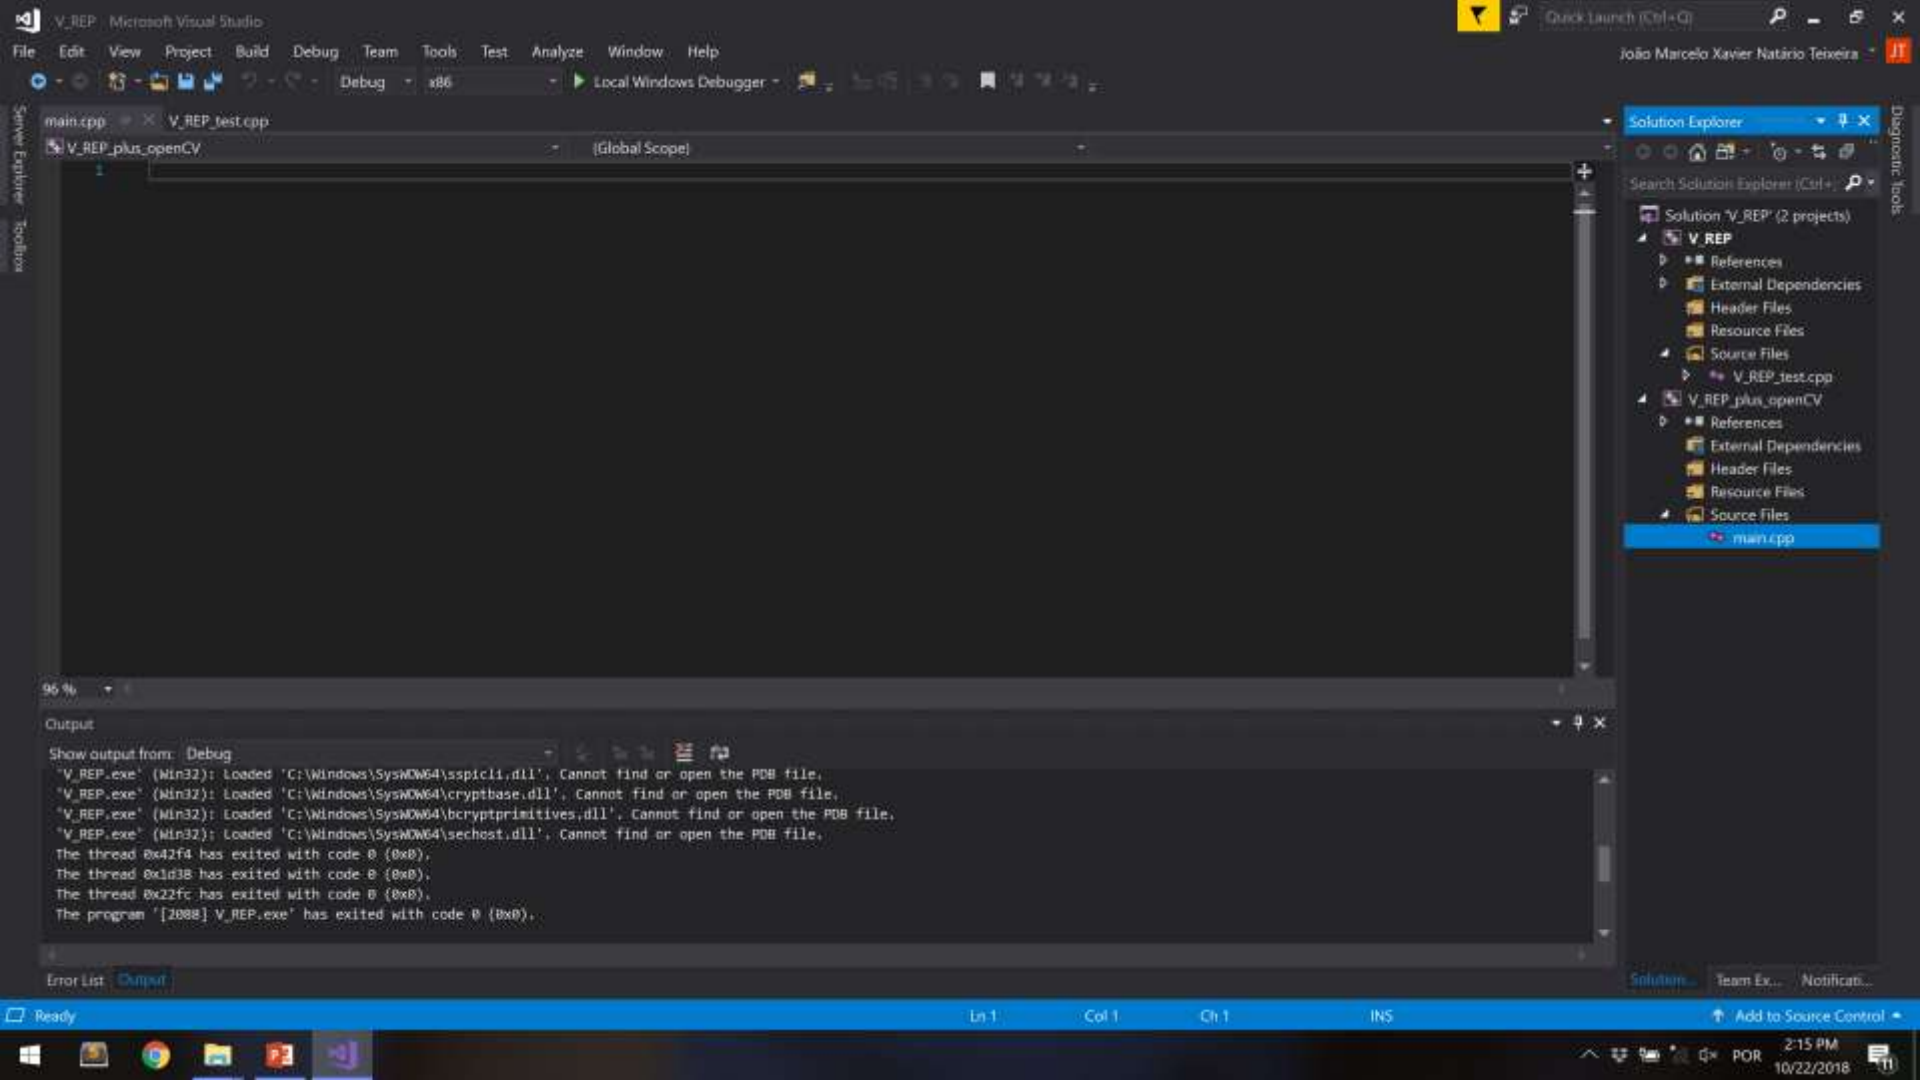 V_REP - Microsoft Visual Studio
Quick Launch (Ctrl+Q)
File Edit View Project Build Debug Team Tools Test Analyze Window Help
João Marcelo Xavier Natário Teixeira
JT
Debug x86 Local Windows Debugger
Server Explorer
Toolbox
main.cpp V_REP_test.cpp
V_REP_plus_openCV (Global Scope)
1
96 %
Output
Show output from: Debug
'V_REP.exe' (Win32): Loaded 'C:\Windows\SysWOW64\sspicli.dll'. Cannot find or open the PDB file.
'V_REP.exe' (Win32): Loaded 'C:\Windows\SysWOW64\cryptbase.dll'. Cannot find or open the PDB file.
'V_REP.exe' (Win32): Loaded 'C:\Windows\SysWOW64\bcryptprimitives.dll'. Cannot find or open the PDB file.
'V_REP.exe' (Win32): Loaded 'C:\Windows\SysWOW64\sechost.dll'. Cannot find or open the PDB file.
The thread 0x42f4 has exited with code 0 (0x0).
The thread 0x1d38 has exited with code 0 (0x0).
The thread 0x22fc has exited with code 0 (0x0).
The program '[2088] V_REP.exe' has exited with code 0 (0x0).
Error List Output
Solution Explorer
Search Solution Explorer (Ctrl+;
Solution 'V_REP' (2 projects)
V_REP
References
External Dependencies
Header Files
Resource Files
Source Files
V_REP_test.cpp
V_REP_plus_openCV
References
External Dependencies
Header Files
Resource Files
Source Files
main.cpp
Solution... Team Ex... Notificati...
Diagnostic Tools
Ready Ln 1 Col 1 Ch 1 INS Add to Source Control
POR
2:15 PM
10/22/2018
11